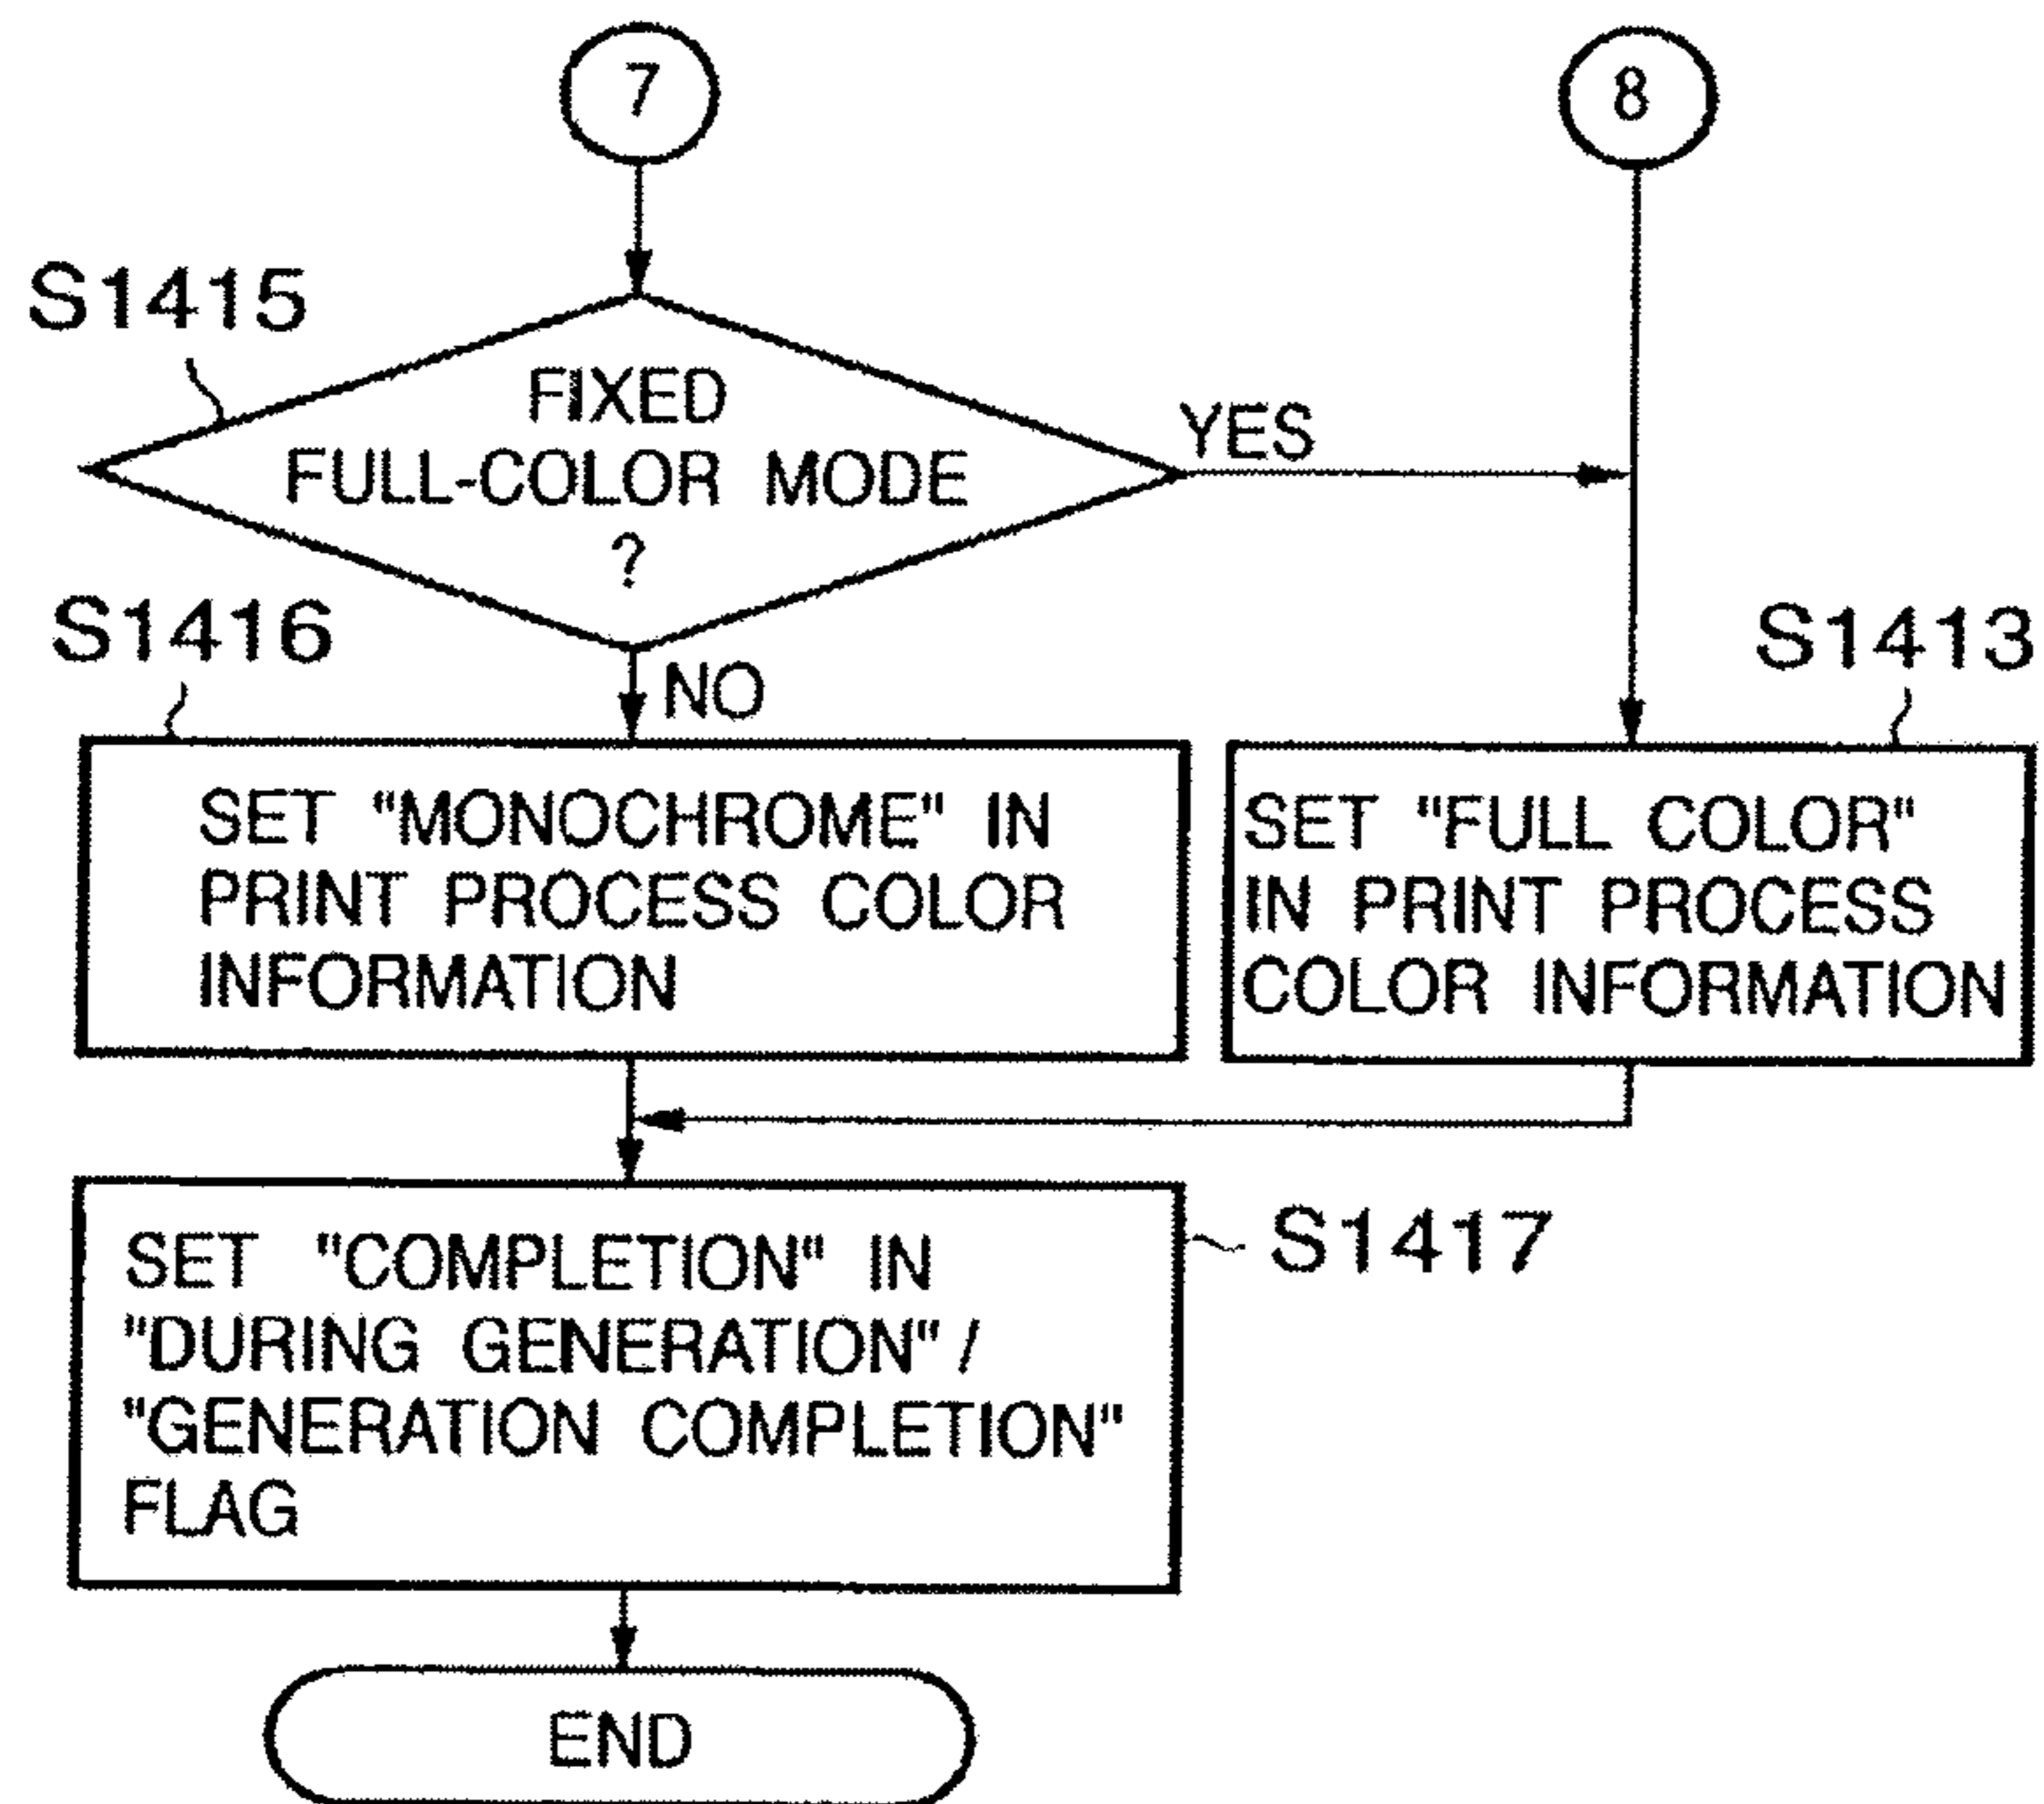 7
8
S1415
FIXED
FULL-COLOR MODE
?
YES
S1416
NO
S1413
SET "MONOCHROME" IN
PRINT PROCESS COLOR
INFORMATION
SET "FULL COLOR"
IN PRINT PROCESS
COLOR INFORMATION
SET "COMPLETION" IN
"DURING GENERATION" /
"GENERATION COMPLETION"
FLAG
S1417
END